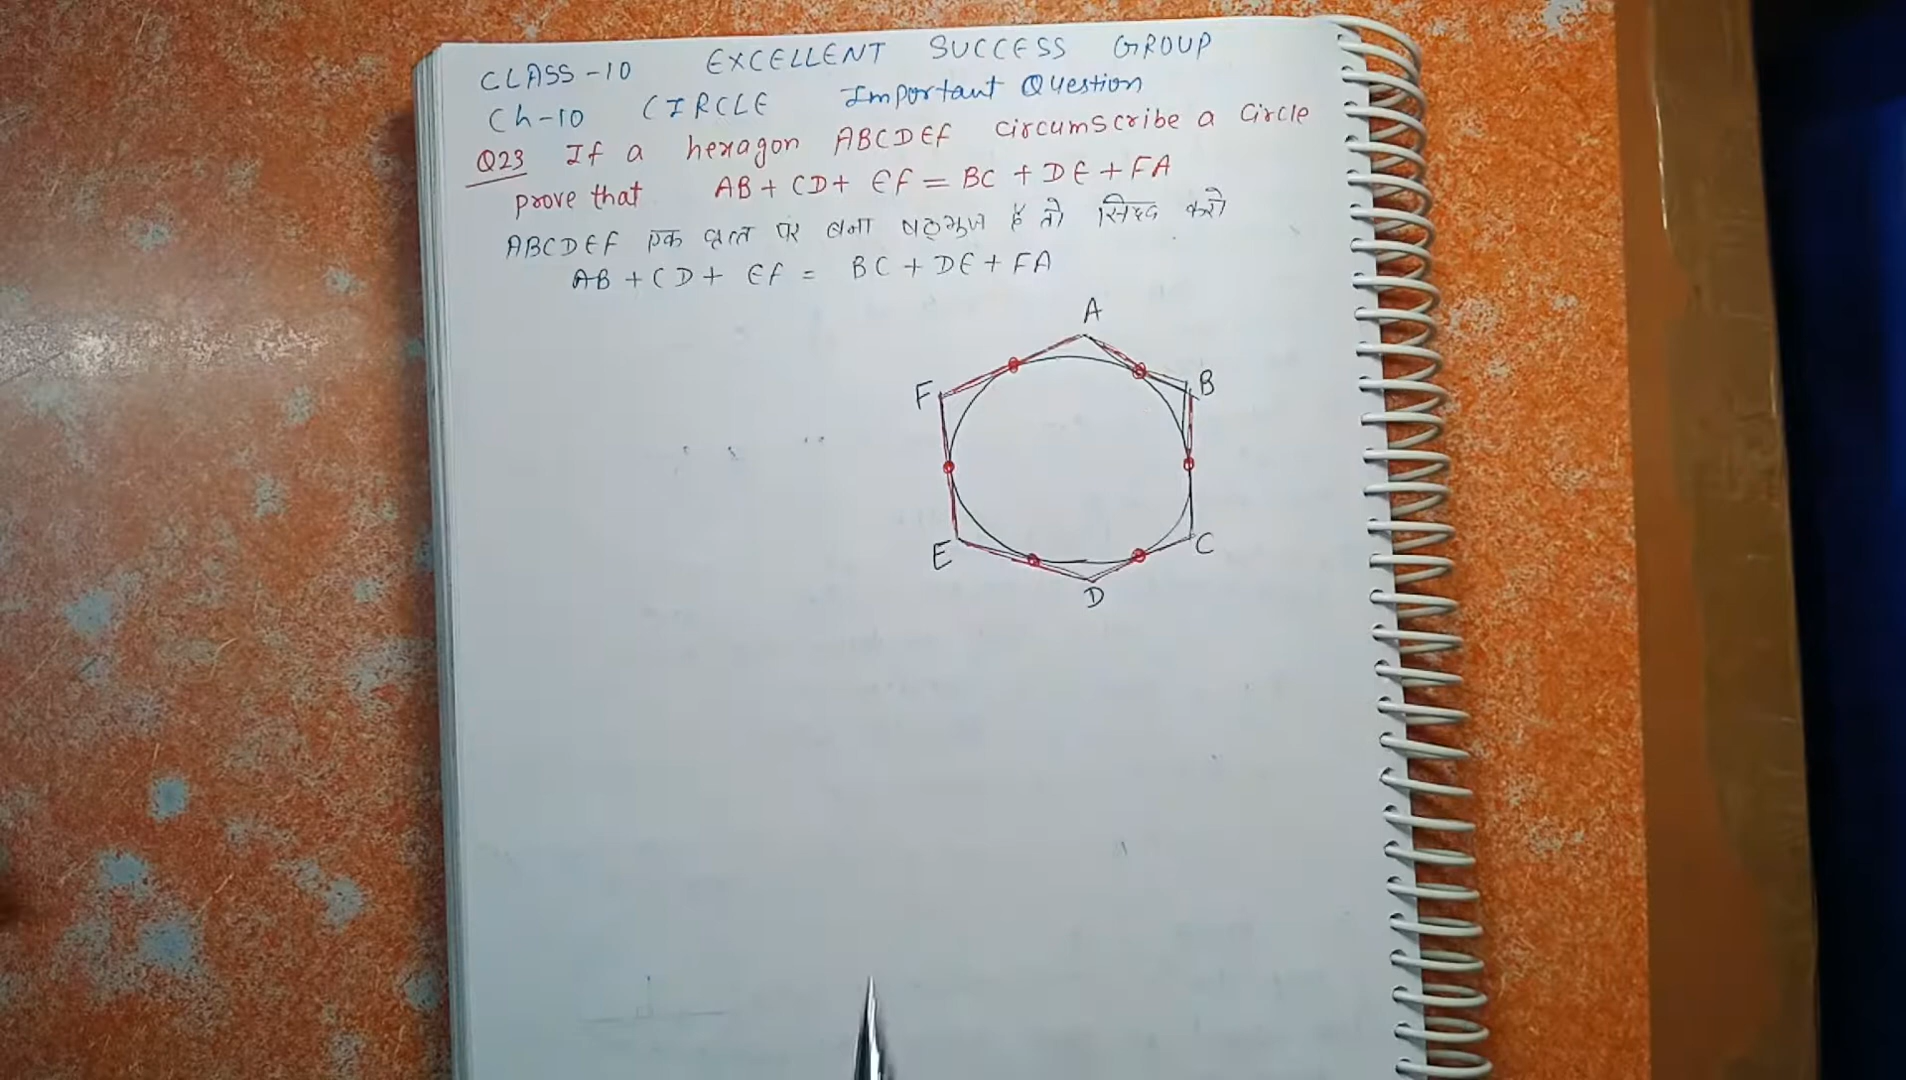 CLASS-10 EXCELLENT SUCCESS GROUP
Ch-10 CIRCLE Important Question
Q23 If a hexagon ABCDEF circumscribe a circle
prove that AB + CD + EF = BC + DE + FA
ABCDEF एक वृत्त पर बना षट्भुज है तो सिद्ध करो
AB + CD + EF = BC + DE + FA
A
B
F
E
C
D